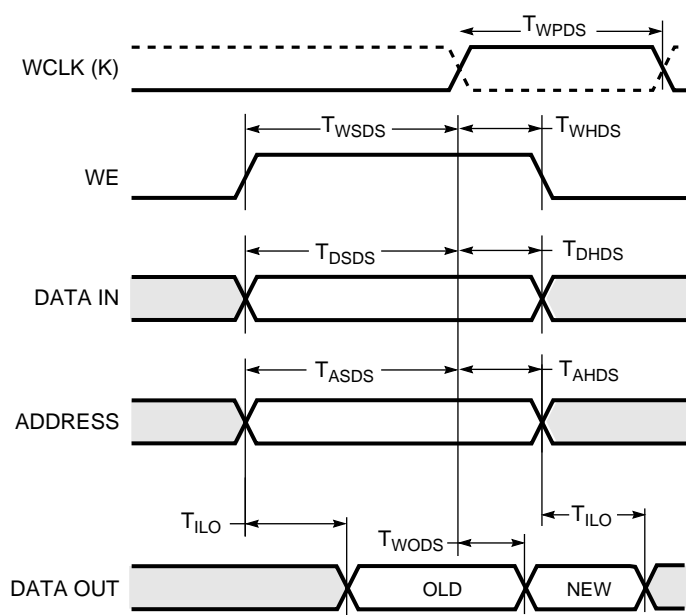 TWPDS
WCLK (K)
TWSDS TWHDS
WE
TDSDS TDHDS
DATA IN
TASDS TAHDS
ADDRESS
TILO TWODS TILO
DATA OUT OLD NEW